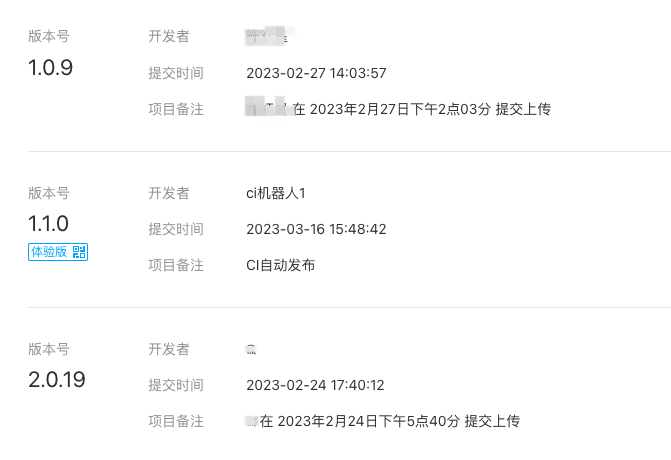 版本号 开发者
1.0.9
提交时间 2023-02-27 14:03:57
项目备注 在 2023年2月27日下午2点03分 提交上传
版本号 开发者 ci机器人1
1.1.0 提交时间 2023-03-16 15:48:42
体验版
项目备注 CI自动发布
版本号 开发者
2.0.19 提交时间 2023-02-24 17:40:12
项目备注 在 2023年2月24日下午5点40分 提交上传